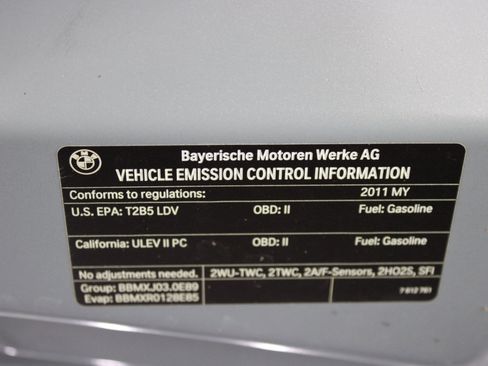 BMW
Bayerische Motoren Werke AG
VEHICLE EMISSION CONTROL INFORMATION
Conforms to regulations: 2011 MY
U.S. EPA: T2B5 LDV OBD: II Fuel: Gasoline
California: ULEV II PC OBD: II Fuel: Gasoline
No adjustments needed. 2WU-TWC, 2TWC, 2A/F-Sensors, 2HO2S, SFI
Group: BBMXJ03.0E89
Evap: BBMXR0128E85 7 612 761